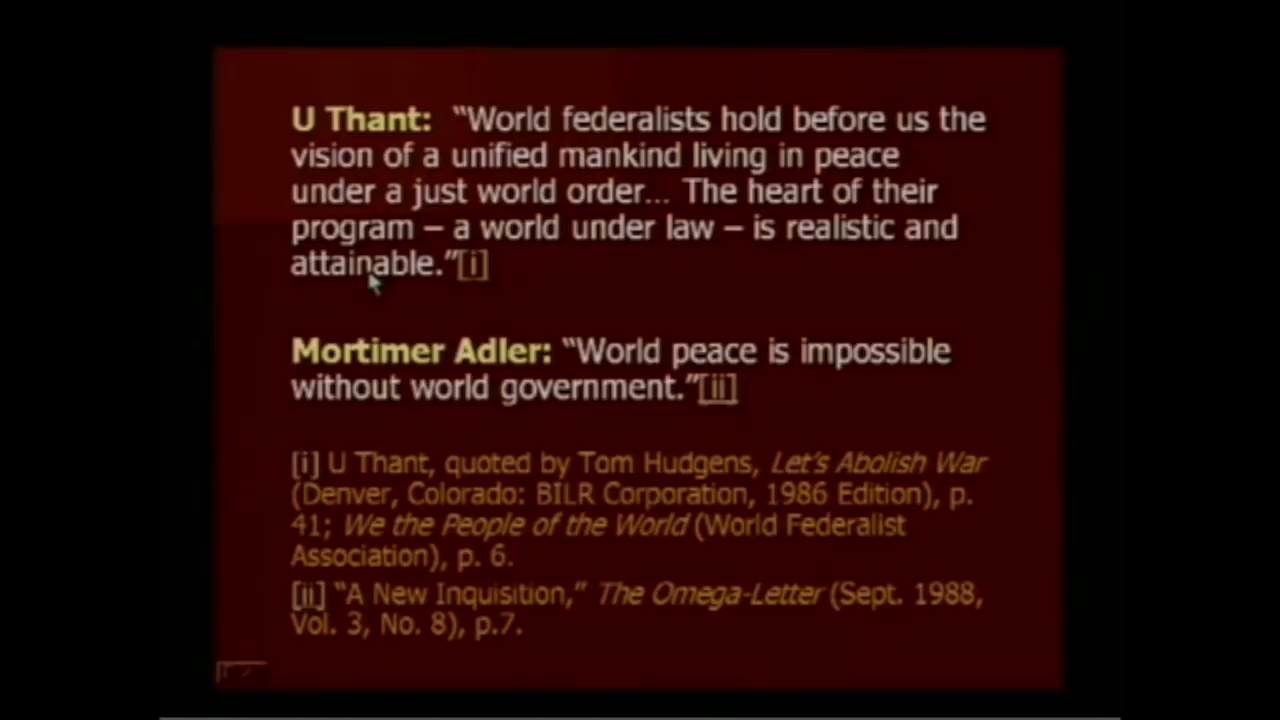 U Thant: “World federalists hold before us the
vision of a unified mankind living in peace
under a just world order... The heart of their
program – a world under law – is realistic and
attainable.”[i]
Mortimer Adler: “World peace is impossible
without world government.”[ii]
[i] U Thant, quoted by Tom Hudgens, Let’s Abolish War
(Denver, Colorado: BILR Corporation, 1986 Edition), p.
41; We the People of the World (World Federalist
Association), p. 6.
[ii] “A New Inquisition,” The Omega-Letter (Sept. 1988,
Vol. 3, No. 8), p.7.